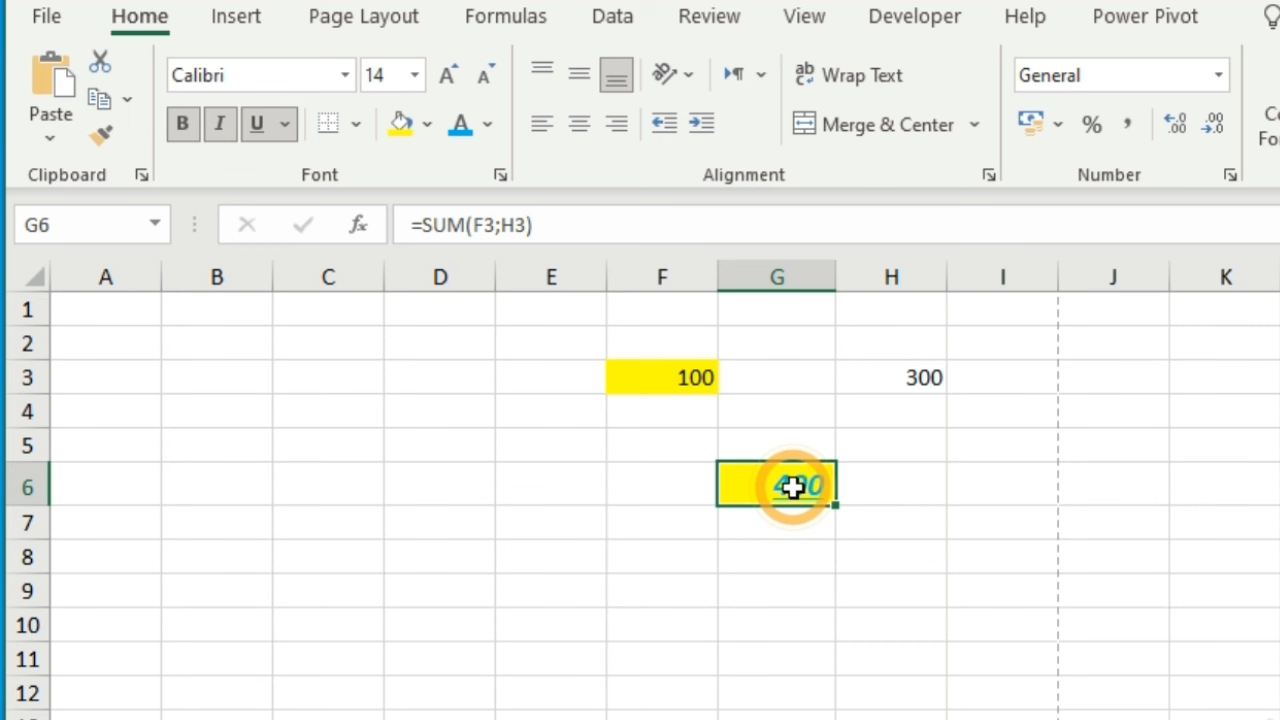 File Home Insert Page Layout Formulas Data Review View Developer Help Power Pivot
Calibri 14 ab Wrap Text General
Paste B I U A Merge & Center % ,
Clipboard Font Alignment Number
G6 fx =SUM(F3;H3)
A B C D E F G H I J K
1
2
3 100 300
4
5
6
7
8
9
10
11
12